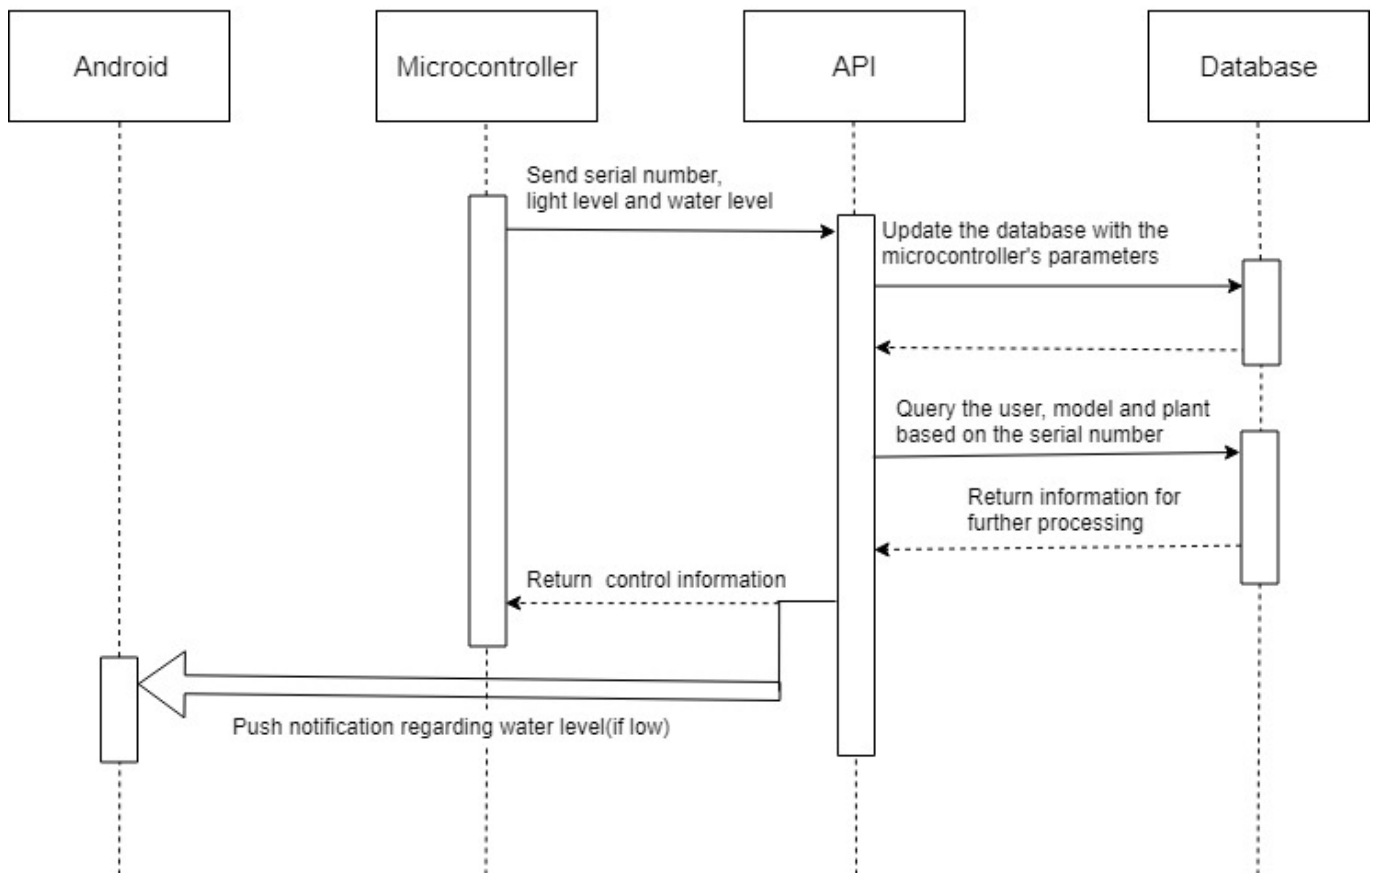 Android
Microcontroller
API
Database
Send serial number,
light level and water level
Update the database with the
microcontroller's parameters
Query the user, model and plant
based on the serial number
Return information for
further processing
Return  control information
Push notification regarding water level(if low)